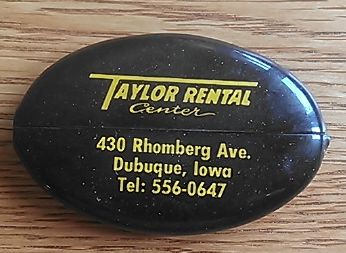 TAYLOR RENTAL
Center
430 Rhomberg Ave.
Dubuque, Iowa
Tel: 556-0647